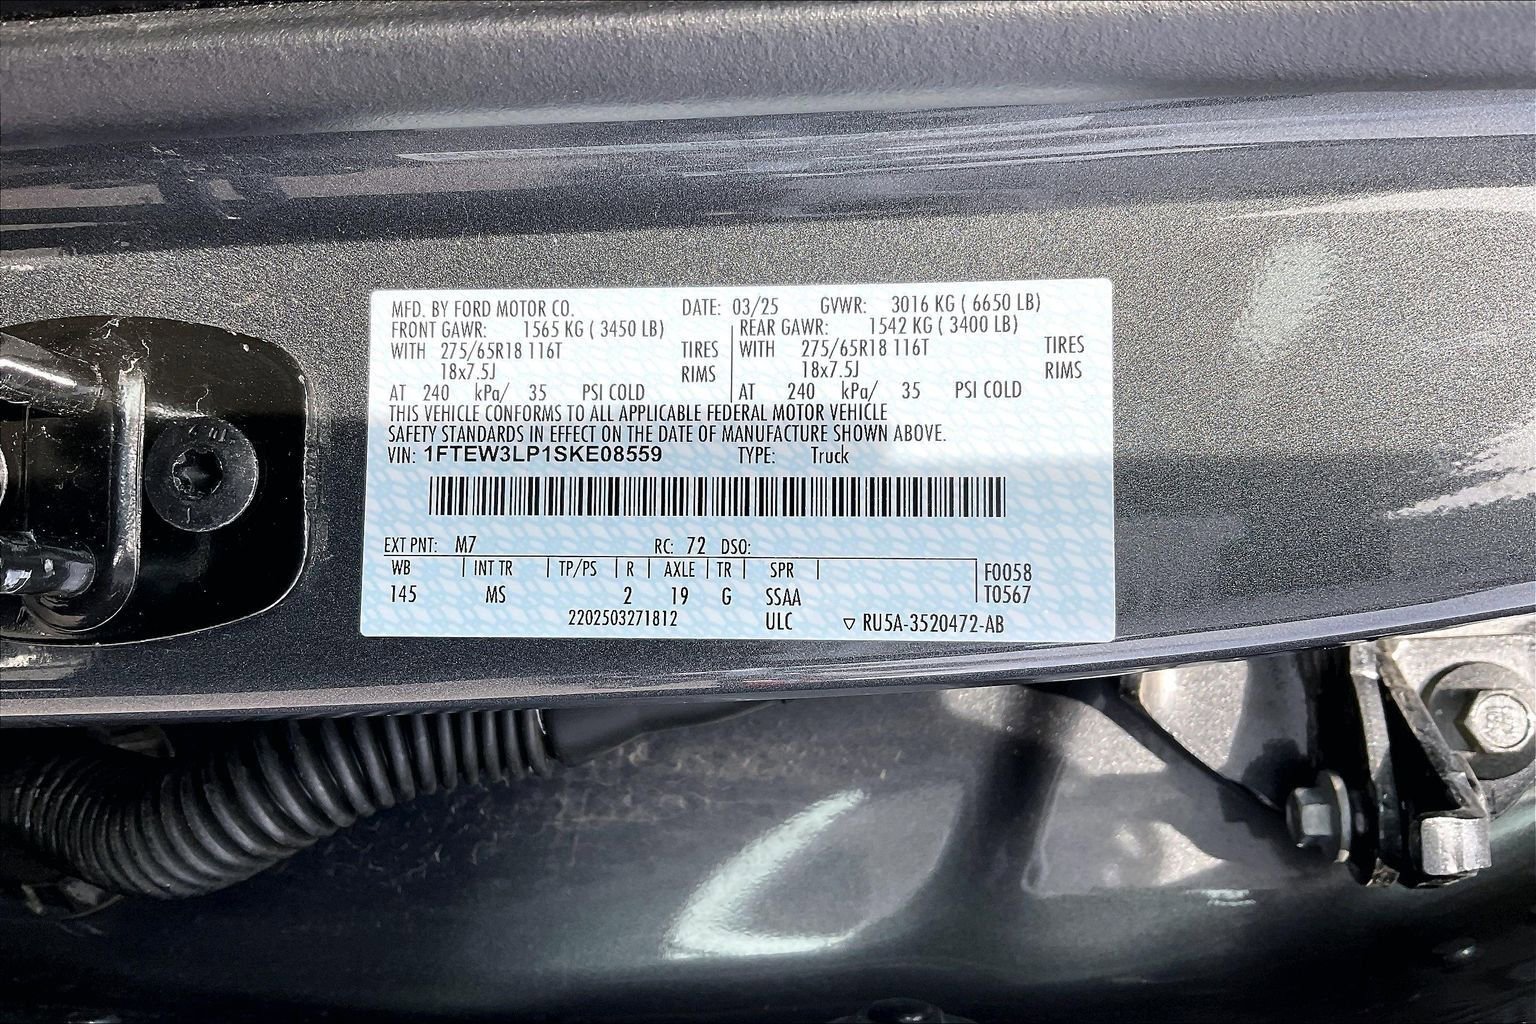 MFD. BY FORD MOTOR CO. DATE: 03/25 GVWR: 3016 KG ( 6650 LB)
FRONT GAWR: 1565 KG ( 3450 LB) REAR GAWR: 1542 KG ( 3400 LB)
WITH 275/65R18 116T TIRES WITH 275/65R18 116T TIRES
18x7.5J RIMS 18x7.5J RIMS
AT 240 kPa/ 35 PSI COLD AT 240 kPa/ 35 PSI COLD
THIS VEHICLE CONFORMS TO ALL APPLICABLE FEDERAL MOTOR VEHICLE
SAFETY STANDARDS IN EFFECT ON THE DATE OF MANUFACTURE SHOWN ABOVE.
VIN: 1FTEW3LP1SKE08559 TYPE: Truck
EXT PNT: M7 RC: 72 DSO:
WB INT TR TP/PS R AXLE TR SPR F0058
145 MS 2 19 G SSAA T0567
2202503271812 ULC ▽ RU5A-3520472-AB